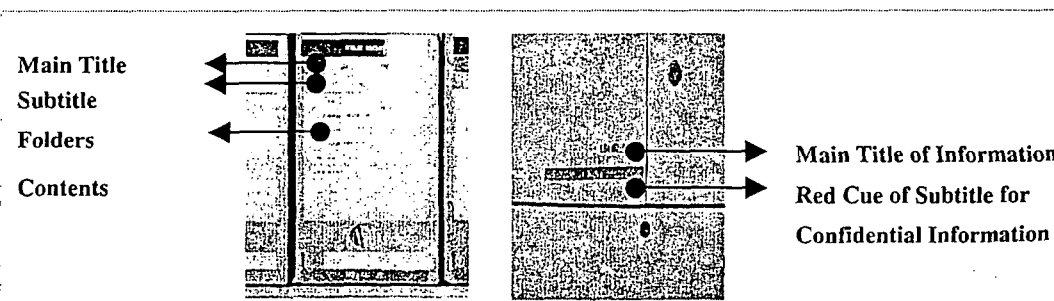 Main Title
Subtitle
Folders
Contents
Main Title of Information
Red Cue of Subtitle for
Confidential Information